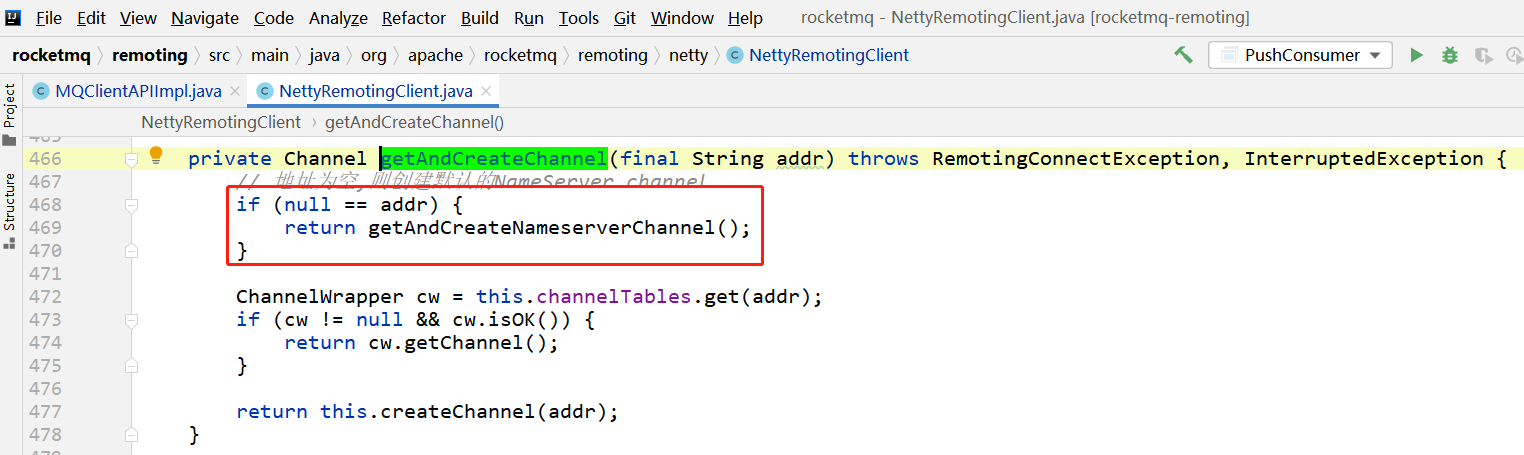 File Edit View Navigate Code Analyze Refactor Build Run Tools Git Window Help rocketmq - NettyRemotingClient.java [rocketmq-remoting]
rocketmq › remoting › src › main › java › org › apache › rocketmq › remoting › netty › NettyRemotingClient PushConsumer
MQClientAPIImpl.java × NettyRemotingClient.java ×
NettyRemotingClient › getAndCreateChannel()
Project
Structure
465
466 private Channel getAndCreateChannel(final String addr) throws RemotingConnectException, InterruptedException {
467 // 地址为空,则创建默认的NameServer channel
468 if (null == addr) {
469 return getAndCreateNameserverChannel();
470 }
471
472 ChannelWrapper cw = this.channelTables.get(addr);
473 if (cw != null && cw.isOK()) {
474 return cw.getChannel();
475 }
476
477 return this.createChannel(addr);
478 }